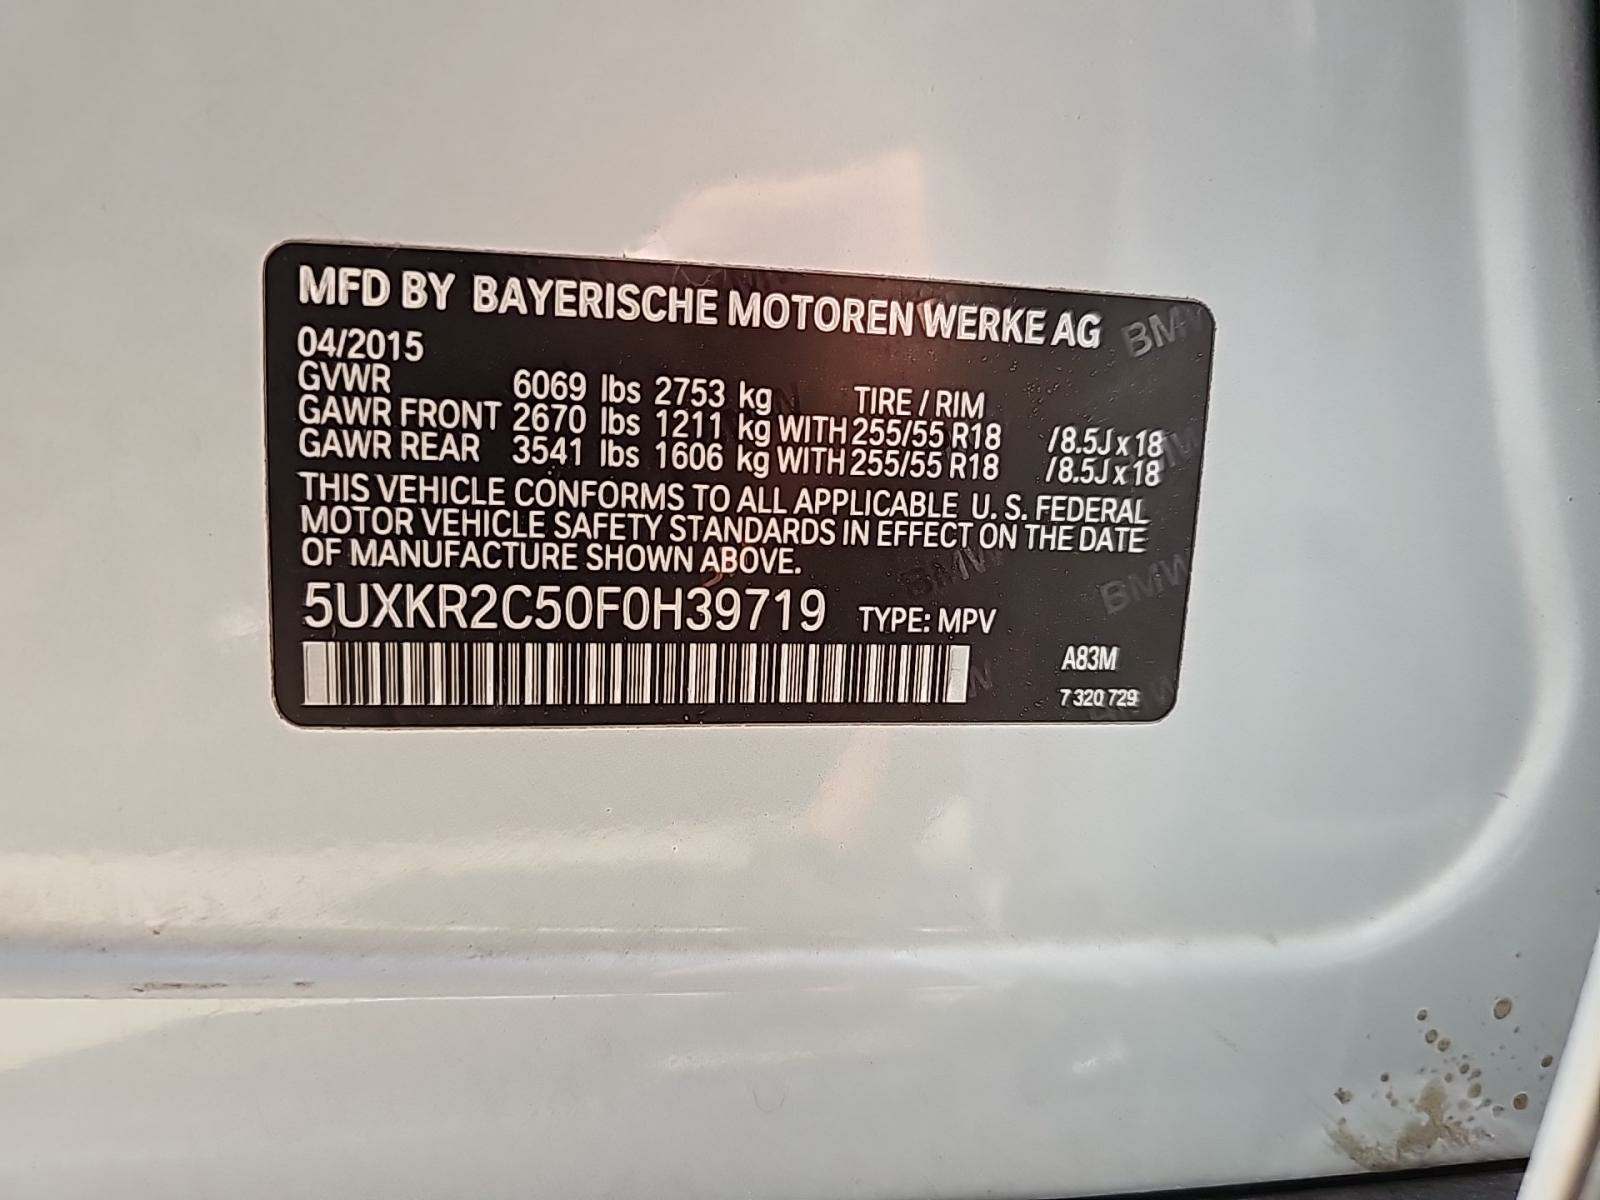 MFD BY BAYERISCHE MOTOREN WERKE AG
04/2015
GVWR 6069 lbs 2753 kg TIRE / RIM
GAWR FRONT 2670 lbs 1211 kg WITH 255/55 R18 /8.5J x 18
GAWR REAR 3541 lbs 1606 kg WITH 255/55 R18 /8.5J x 18
THIS VEHICLE CONFORMS TO ALL APPLICABLE U. S. FEDERAL
MOTOR VEHICLE SAFETY STANDARDS IN EFFECT ON THE DATE
OF MANUFACTURE SHOWN ABOVE.
5UXKR2C50F0H39719 TYPE: MPV
A83M
7 320 729
BMW
BMW
BMW